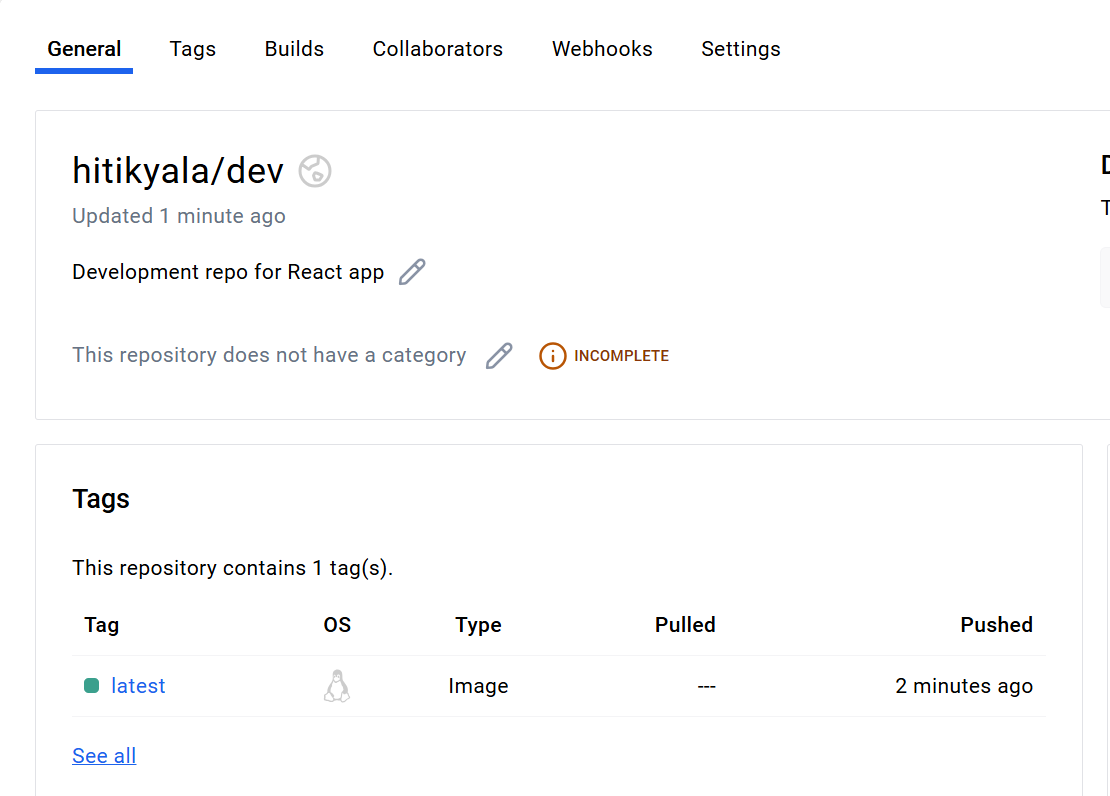 General Tags Builds Collaborators Webhooks Settings
hitikyala/dev
Updated 1 minute ago
Development repo for React app
This repository does not have a category INCOMPLETE
Tags
This repository contains 1 tag(s).
Tag OS Type Pulled Pushed
latest Image --- 2 minutes ago
See all